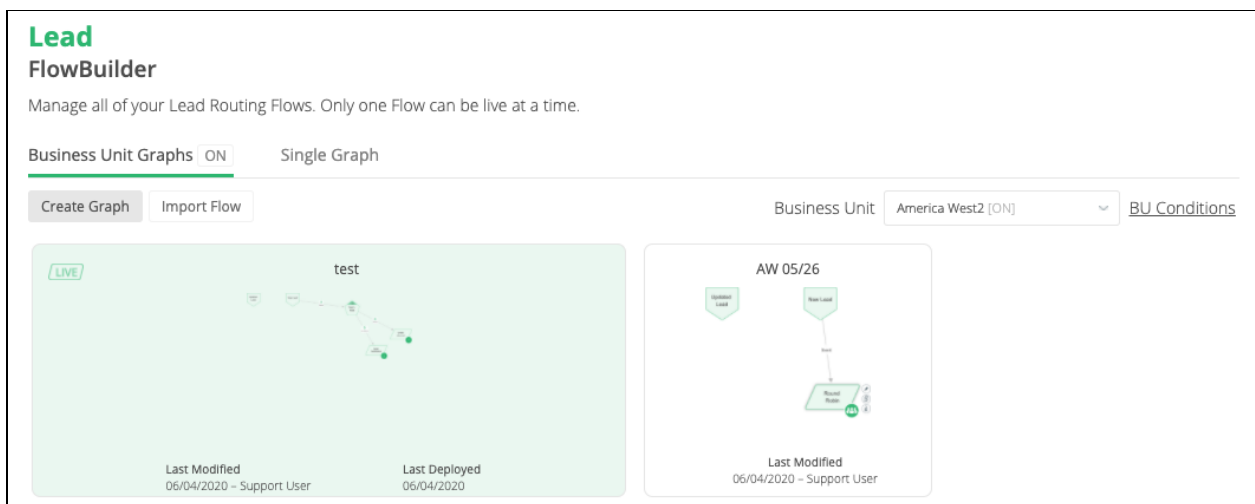 Lead
FlowBuilder
Manage all of your Lead Routing Flows. Only one Flow can be live at a time.
Business Unit Graphs ON Single Graph
Create Graph Import Flow Business Unit America West2 [ON] BU Conditions
LIVE test
AW 05/26
Updated Lead
New Lead
Round Robin
Last Modified
06/04/2020 – Support User
Last Deployed
06/04/2020
Last Modified
06/04/2020 – Support User